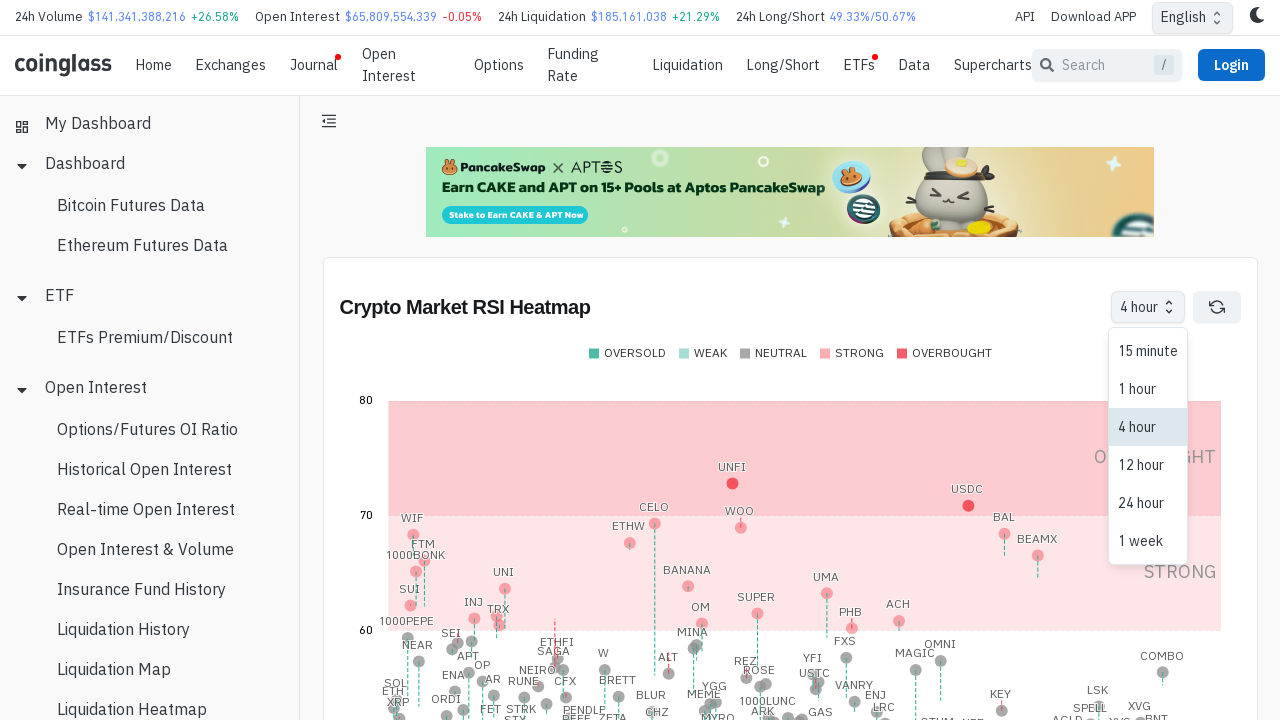 24h Volume $141,341,388,216 +26.58% Open Interest $65,809,554,339 -0.05% 24h Liquidation $185,161,038 +21.29% 24h Long/Short 49.33%/50.67% API Download APP English
coinglass Home Exchanges Journal Open Interest Options Funding Rate Liquidation Long/Short ETFs Data Supercharts Search / Login
My Dashboard
Dashboard
Bitcoin Futures Data
Ethereum Futures Data
ETF
ETFs Premium/Discount
Open Interest
Options/Futures OI Ratio
Historical Open Interest
Real-time Open Interest
Open Interest & Volume
Insurance Fund History
Liquidation History
Liquidation Map
Liquidation Heatmap
PancakeSwap X APTOS
Earn CAKE and APT on 15+ Pools at Aptos PancakeSwap
Stake to Earn CAKE & APT Now
Crypto Market RSI Heatmap
4 hour
15 minute
1 hour
4 hour
12 hour
24 hour
1 week
OVERSOLD WEAK NEUTRAL STRONG OVERBOUGHT
80
UNFI
USDC
70
CELO
WOO
WIF
ETHW
BAL
BEAMX
FTM
1000BONK
UNI
BANANA
UMA
SUI
SUPER
INJ
TRX
OM
PHB
ACH
1000PEPE
60
SEI
MINA
NEAR
ETHFI
SAGA
W
FXS
OMNI
APT
OP
ALT
REZ
YFI
MAGIC
COMBO
NEIRO
ROSE
USTC
SOL
ENA
AR
RUNE
CFX
BRETT
YGG
VANRY
ETH
XRP
ORDI
BLUR
MEME
1000LUNC
ENJ
KEY
LSK
FET
STRK
PENDLE
GHZ
ARK
GAS
LRC
SPELL
XVG
STRONG